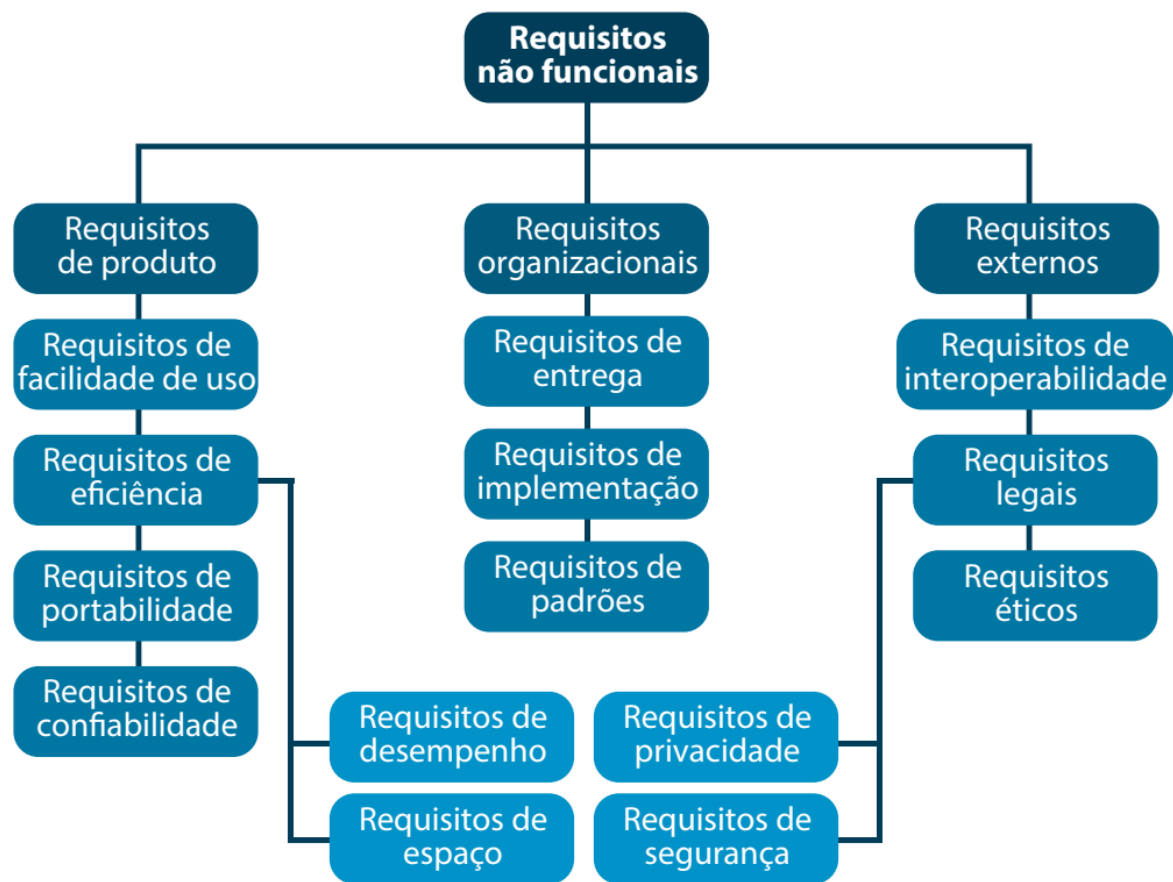 Requisitos
não funcionais
Requisitos
de produto
Requisitos
organizacionais
Requisitos
externos
Requisitos de
facilidade de uso
Requisitos de
entrega
Requisitos de
interoperabilidade
Requisitos de
eficiência
Requisitos de
implementação
Requisitos
legais
Requisitos de
portabilidade
Requisitos de
padrões
Requisitos
éticos
Requisitos de
confiabilidade
Requisitos de
desempenho
Requisitos de
privacidade
Requisitos de
espaço
Requisitos de
segurança